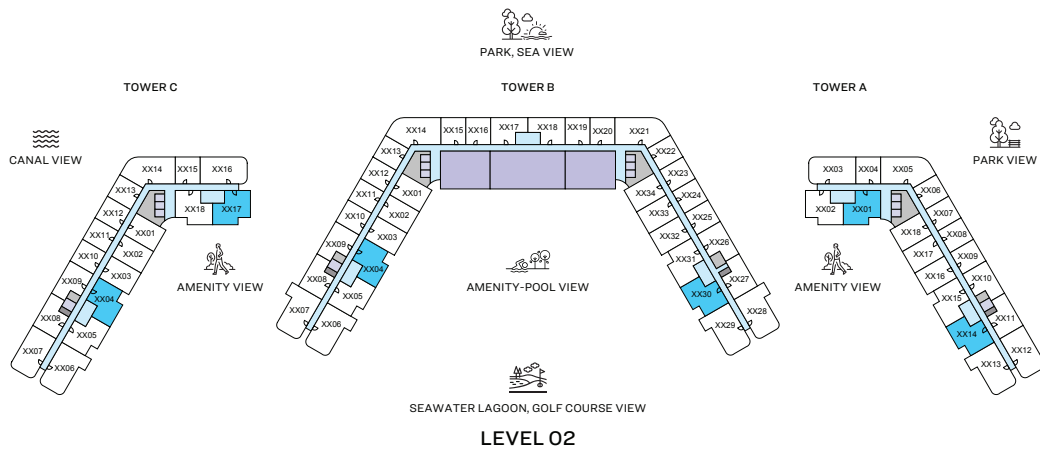 PARK, SEA VIEW
TOWER C
TOWER B
TOWER A
CANAL VIEW
PARK VIEW
XX14 XX15 XX16
XX13
XX12
XX11
XX10
XX09
XX08
XX07
XX06
XX05
XX04
XX03
XX02
XX01
XX18 XX17
XX14 XX15 XX16 XX17 XX18 XX19 XX20 XX21
XX13
XX12
XX11
XX10
XX09
XX08
XX07
XX06
XX05
XX04
XX03
XX02
XX01
XX22
XX23
XX24
XX25
XX26
XX27
XX28
XX29
XX30
XX31
XX32
XX33
XX34
XX03 XX04 XX05
XX02 XX01
XX06
XX07
XX08
XX09
XX10
XX11
XX12
XX13
XX14
XX15
XX16
XX17
XX18
AMENITY VIEW
AMENITY-POOL VIEW
AMENITY VIEW
SEAWATER LAGOON, GOLF COURSE VIEW
LEVEL 02